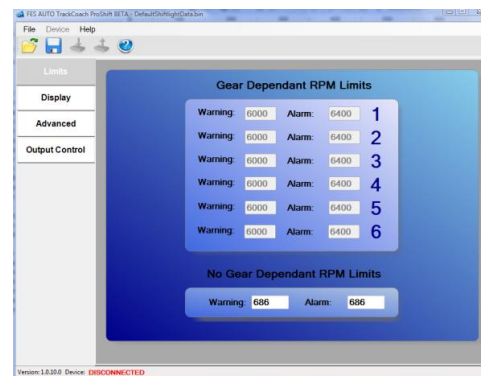 FES AUTO TrackCoach ProShift BETA - DefaultShiftlightData.bin
File Device Help
Limits
Display
Advanced
Output Control
Gear Dependant RPM Limits
Warning: 6000 Alarm: 6400 1
Warning: 6000 Alarm: 6400 2
Warning: 6000 Alarm: 6400 3
Warning: 6000 Alarm: 6400 4
Warning: 6000 Alarm: 6400 5
Warning: 6000 Alarm: 6400 6
No Gear Dependant RPM Limits
Warning: 686 Alarm: 686
Version: 1.0.10.0 Device: DISCONNECTED